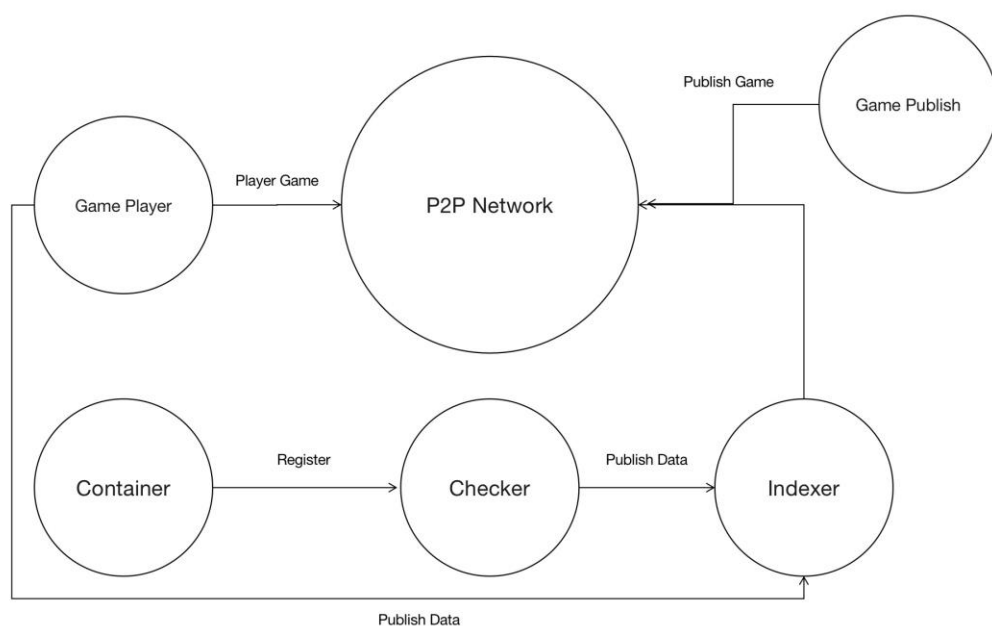 Publish Game
Game Publish
Player Game
Game Player
P2P Network
Container
Register
Checker
Publish Data
Indexer
Publish Data